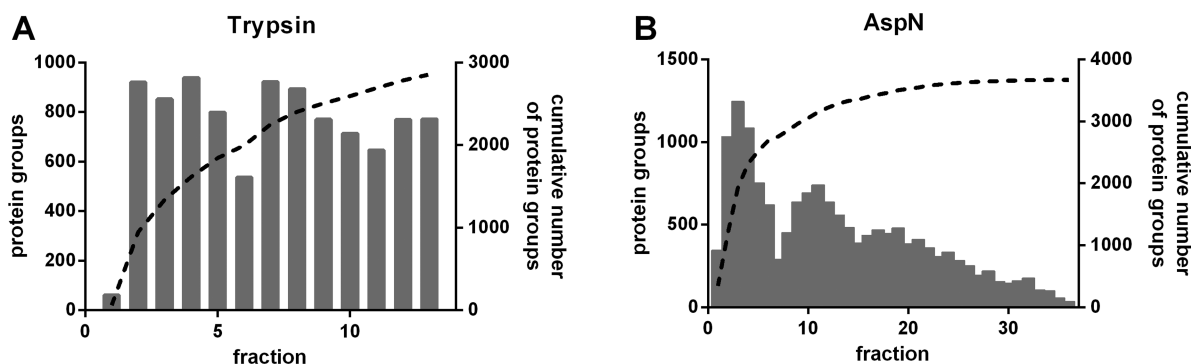 A
Trypsin
protein groups
1000
800
600
400
200
0
0
5
10
fraction
3000
2000
1000
0
cumulative number
of protein groups
B
AspN
protein groups
1500
1000
500
0
0
10
20
30
fraction
4000
3000
2000
1000
0
cumulative number
of protein groups